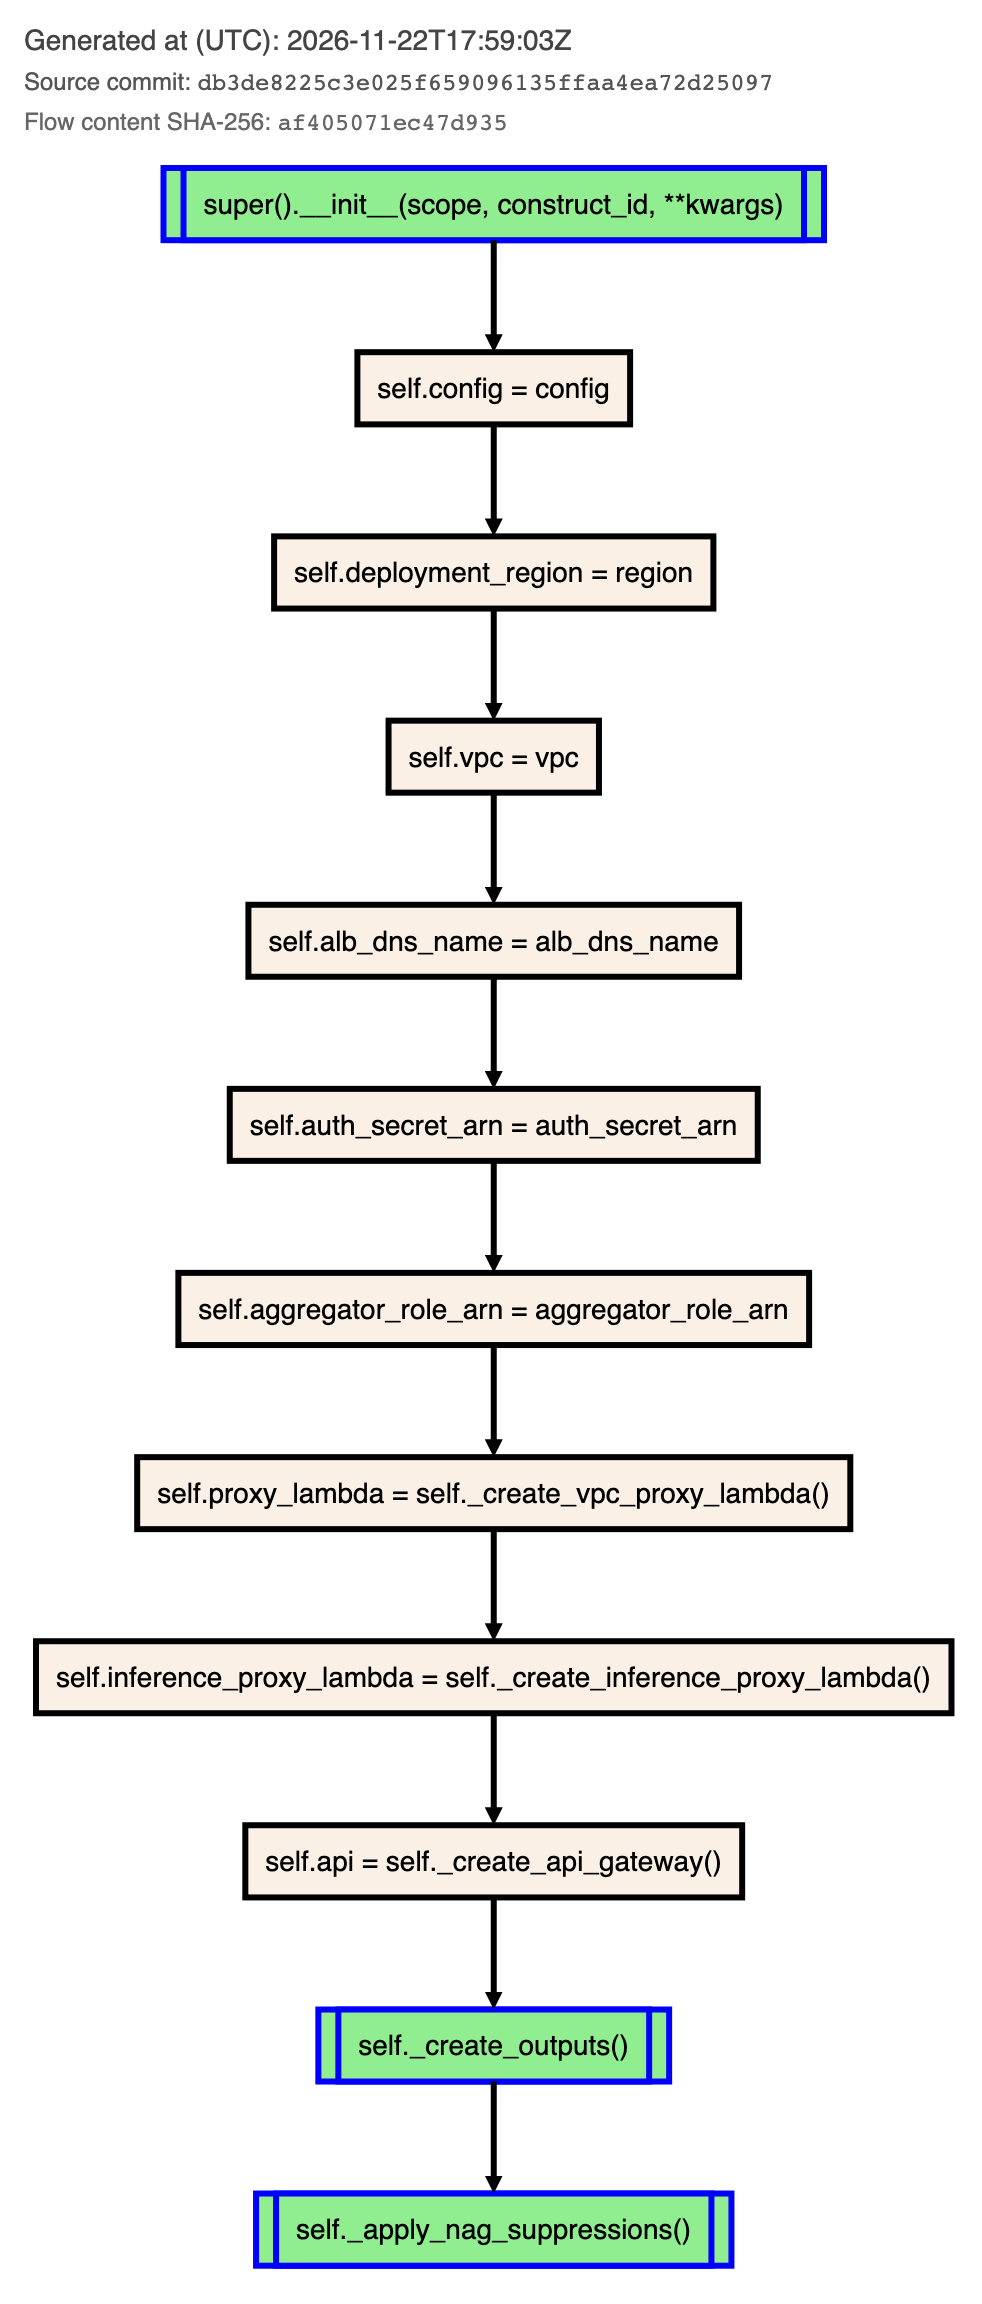 Generated at (UTC): 2026-11-22T17:59:03Z
Source commit: db3de8225c3e025f659096135ffaa4ea72d25097
Flow content SHA-256: af405071ec47d935
super().__init__(scope, construct_id, **kwargs)
self.config = config
self.deployment_region = region
self.vpc = vpc
self.alb_dns_name = alb_dns_name
self.auth_secret_arn = auth_secret_arn
self.aggregator_role_arn = aggregator_role_arn
self.proxy_lambda = self._create_vpc_proxy_lambda()
self.inference_proxy_lambda = self._create_inference_proxy_lambda()
self.api = self._create_api_gateway()
self._create_outputs()
self._apply_nag_suppressions()